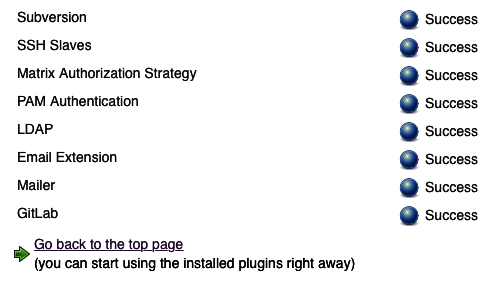 Subversion Success
SSH Slaves Success
Matrix Authorization Strategy Success
PAM Authentication Success
LDAP Success
Email Extension Success
Mailer Success
GitLab Success
Go back to the top page
(you can start using the installed plugins right away)